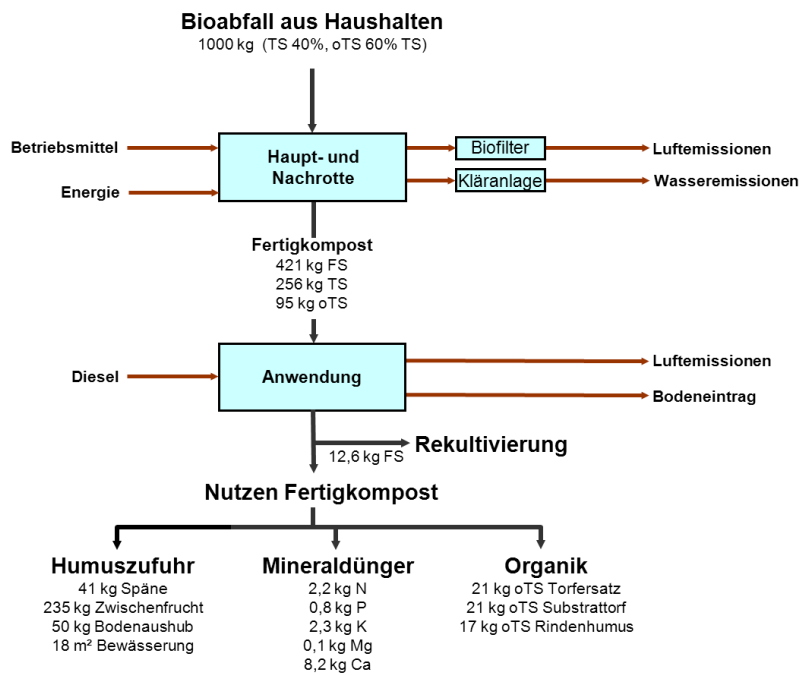 Bioabfall aus Haushalten
1000 kg (TS 40%, oTS 60% TS)
Betriebsmittel
Energie
Haupt- und
Nachrotte
Biofilter
Kläranlage
Luftemissionen
Wasseremissionen
Fertigkompost
421 kg FS
256 kg TS
95 kg oTS
Diesel
Anwendung
Luftemissionen
Bodeneintrag
12,6 kg FS
Rekultivierung
Nutzen Fertigkompost
Humuszufuhr
41 kg Späne
235 kg Zwischenfrucht
50 kg Bodenaushub
18 m² Bewässerung
Mineraldünger
2,2 kg N
0,8 kg P
2,3 kg K
0,1 kg Mg
8,2 kg Ca
Organik
21 kg oTS Torfersatz
21 kg oTS Substrattorf
17 kg oTS Rindenhumus